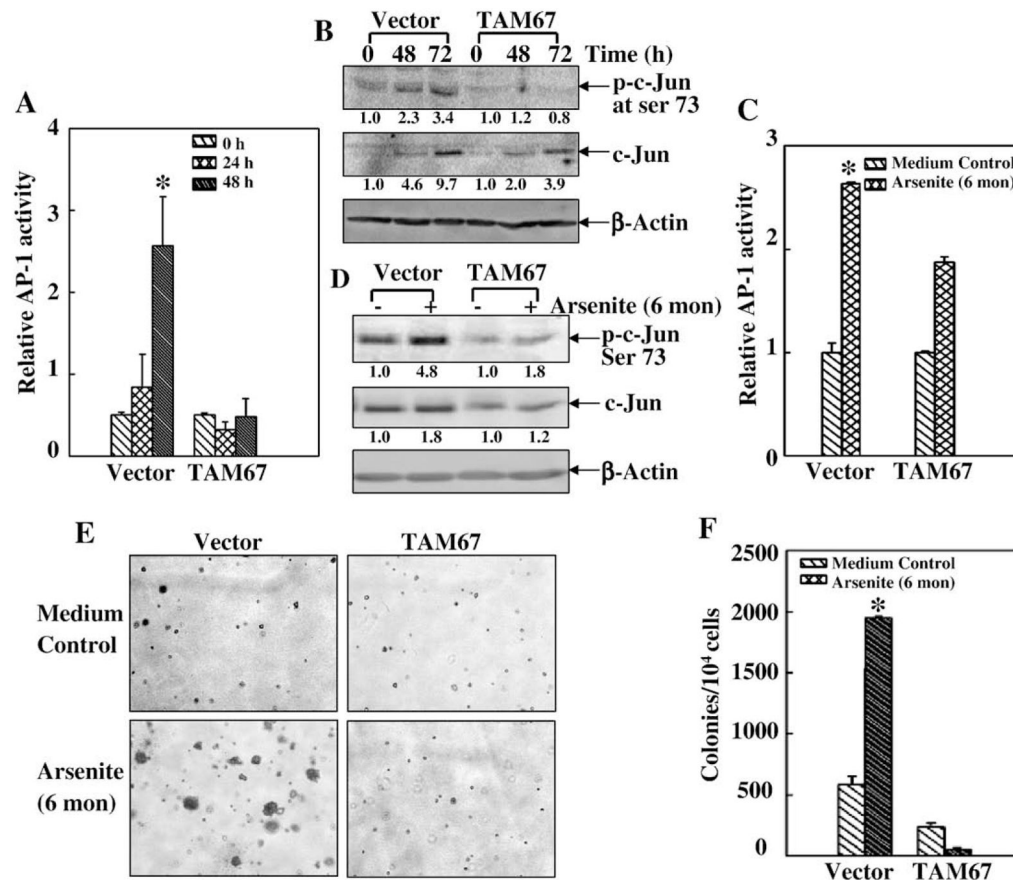 A
Relative AP-1 activity
4
3
2
1
0
0 h
24 h
48 h
*
Vector TAM67
B
Vector TAM67
0 48 72 0 48 72 Time (h)
p-c-Jun
at ser 73
1.0 2.3 3.4 1.0 1.2 0.8
c-Jun
1.0 4.6 9.7 1.0 2.0 3.9
β-Actin
C
Relative AP-1 activity
3
2
1
0
Medium Control
Arsenite (6 mon)
*
Vector TAM67
D
Vector TAM67
- + - + Arsenite (6 mon)
p-c-Jun
Ser 73
1.0 4.8 1.0 1.8
c-Jun
1.0 1.8 1.0 1.2
β-Actin
E
Vector TAM67
Medium
Control
Arsenite
(6 mon)
F
Colonies/10⁴ cells
2500
2000
1500
1000
500
0
Medium Control
Arsenite (6 mon)
*
Vector TAM67